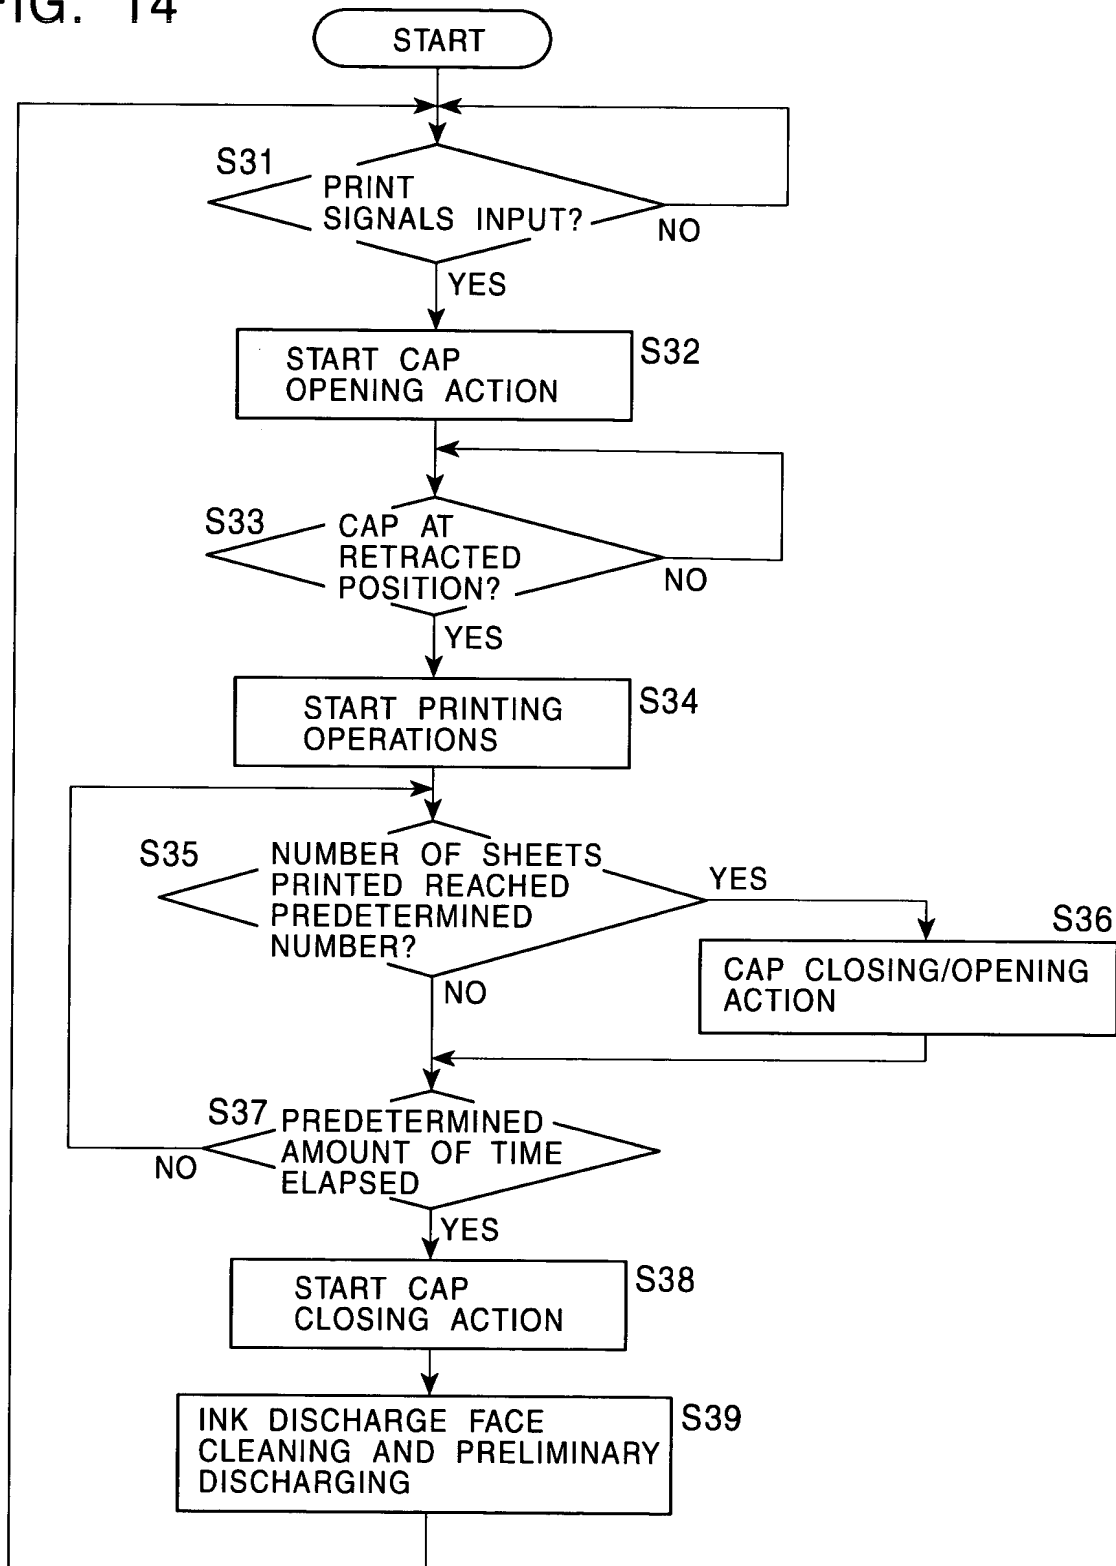 FIG. 14
START
S31
PRINT
SIGNALS INPUT?
NO
YES
START CAP
OPENING ACTION
S32
S33
CAP AT
RETRACTED
POSITION?
NO
YES
START PRINTING
OPERATIONS
S34
S35
NUMBER OF SHEETS
PRINTED REACHED
PREDETERMINED
NUMBER?
YES
NO
S36
CAP CLOSING/OPENING
ACTION
S37
PREDETERMINED
AMOUNT OF TIME
ELAPSED
NO
YES
START CAP
CLOSING ACTION
S38
INK DISCHARGE FACE
CLEANING AND PRELIMINARY
DISCHARGING
S39